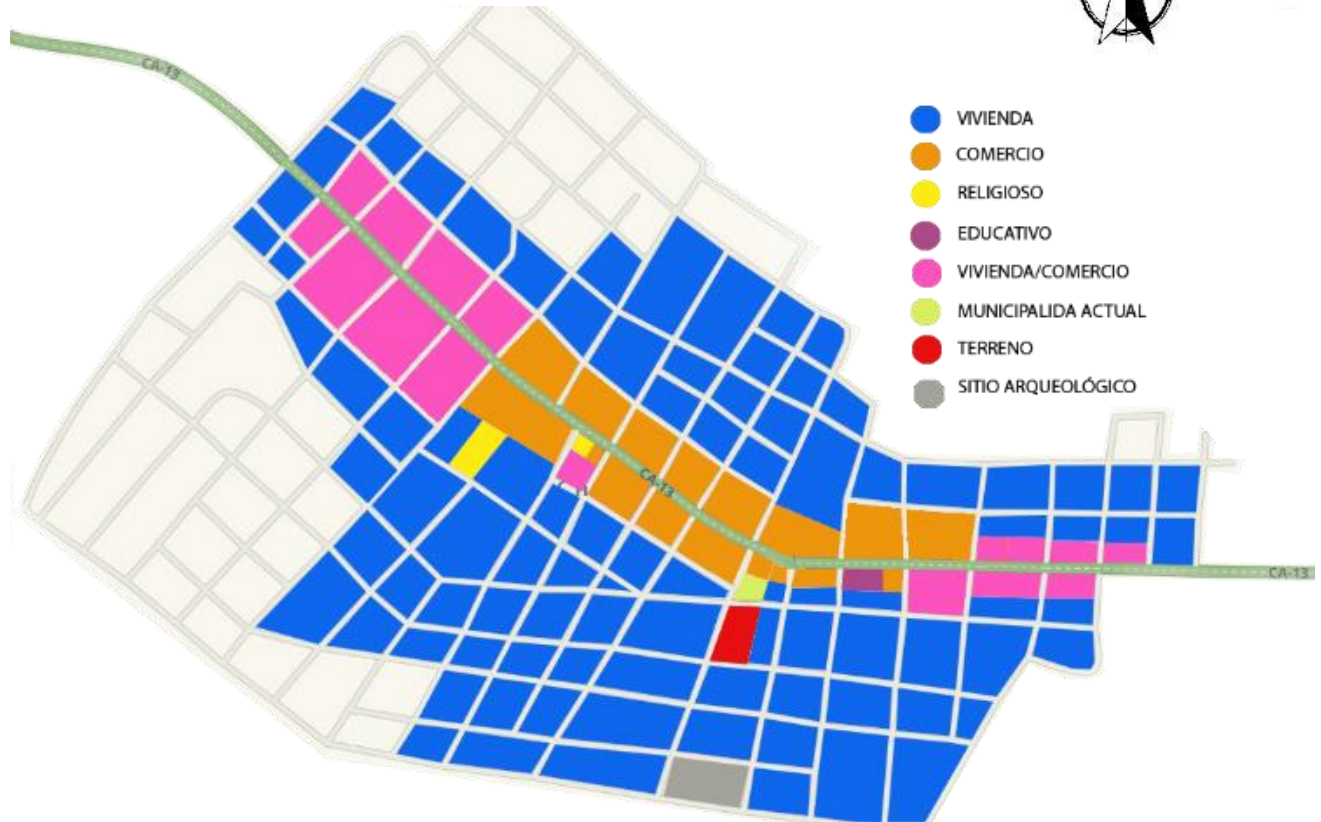 CA-13
VIVIENDA
COMERCIO
RELIGIOSO
EDUCATIVO
VIVIENDA/COMERCIO
MUNICIPALIDA ACTUAL
TERRENO
SITIO ARQUEOLÓGICO
CA-13
CA-13